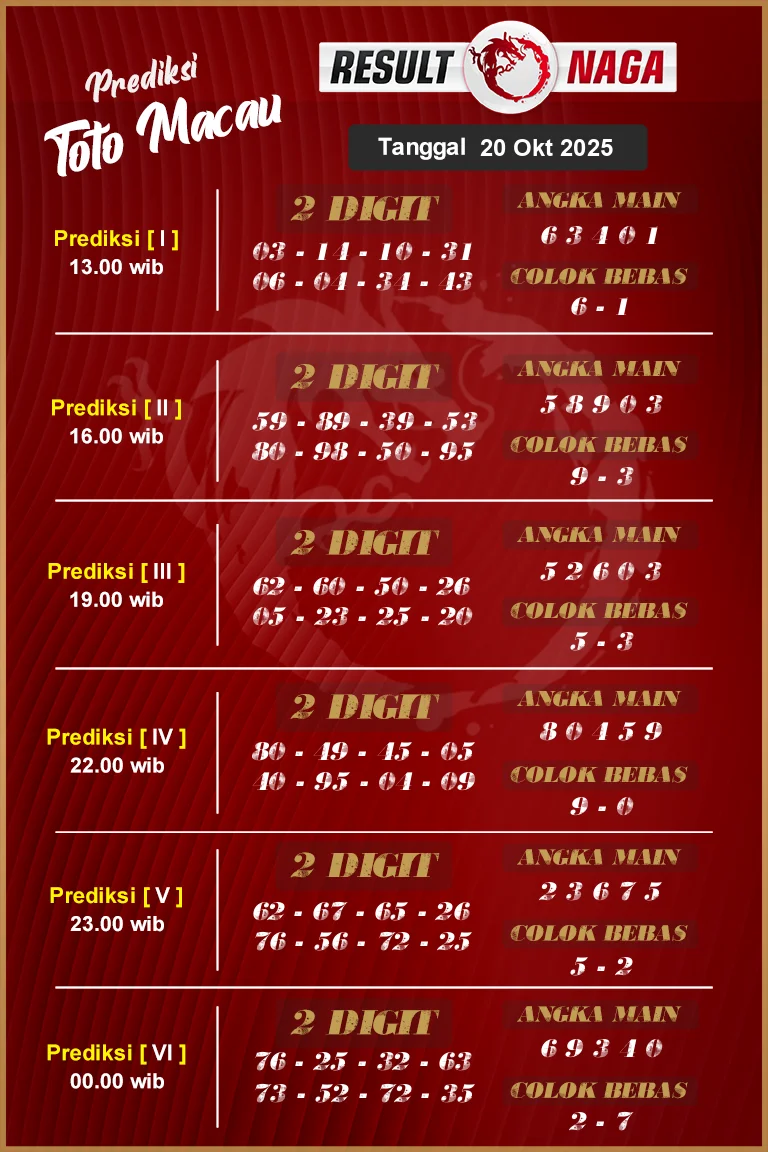 Prediksi
Toto Macau
RESULT NAGA
Tanggal 20 Okt 2025
Prediksi [ I ]
13.00 wib
2 DIGIT
03 - 14 - 10 - 31
06 - 04 - 34 - 43
ANGKA MAIN
6 3 4 0 1
COLOK BEBAS
6 - 1
Prediksi [ II ]
16.00 wib
2 DIGIT
59 - 89 - 39 - 53
80 - 98 - 50 - 95
ANGKA MAIN
5 8 9 0 3
COLOK BEBAS
9 - 3
Prediksi [ III ]
19.00 wib
2 DIGIT
62 - 60 - 50 - 26
05 - 23 - 25 - 20
ANGKA MAIN
5 2 6 0 3
COLOK BEBAS
5 - 3
Prediksi [ IV ]
22.00 wib
2 DIGIT
80 - 49 - 45 - 05
40 - 95 - 04 - 09
ANGKA MAIN
8 0 4 5 9
COLOK BEBAS
9 - 0
Prediksi [ V ]
23.00 wib
2 DIGIT
62 - 67 - 65 - 26
76 - 56 - 72 - 25
ANGKA MAIN
2 3 6 7 5
COLOK BEBAS
5 - 2
Prediksi [ VI ]
00.00 wib
2 DIGIT
76 - 25 - 32 - 63
73 - 52 - 72 - 35
ANGKA MAIN
6 9 3 4 0
COLOK BEBAS
2 - 7